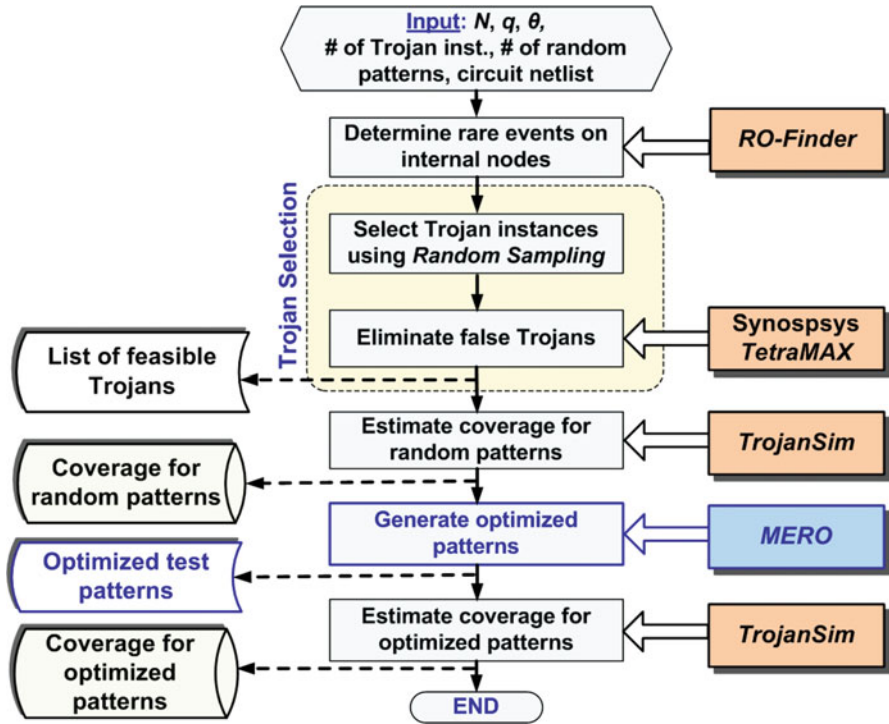 Input: N, q, θ,
# of Trojan inst., # of random
patterns, circuit netlist
Determine rare events on
internal nodes
RO-Finder
Trojan Selection
Select Trojan instances
using Random Sampling
Eliminate false Trojans
Synospsys
TetraMAX
List of feasible
Trojans
Estimate coverage for
random patterns
TrojanSim
Coverage for
random patterns
Generate optimized
patterns
MERO
Optimized test
patterns
Estimate coverage for
optimized patterns
TrojanSim
Coverage for
optimized patterns
END